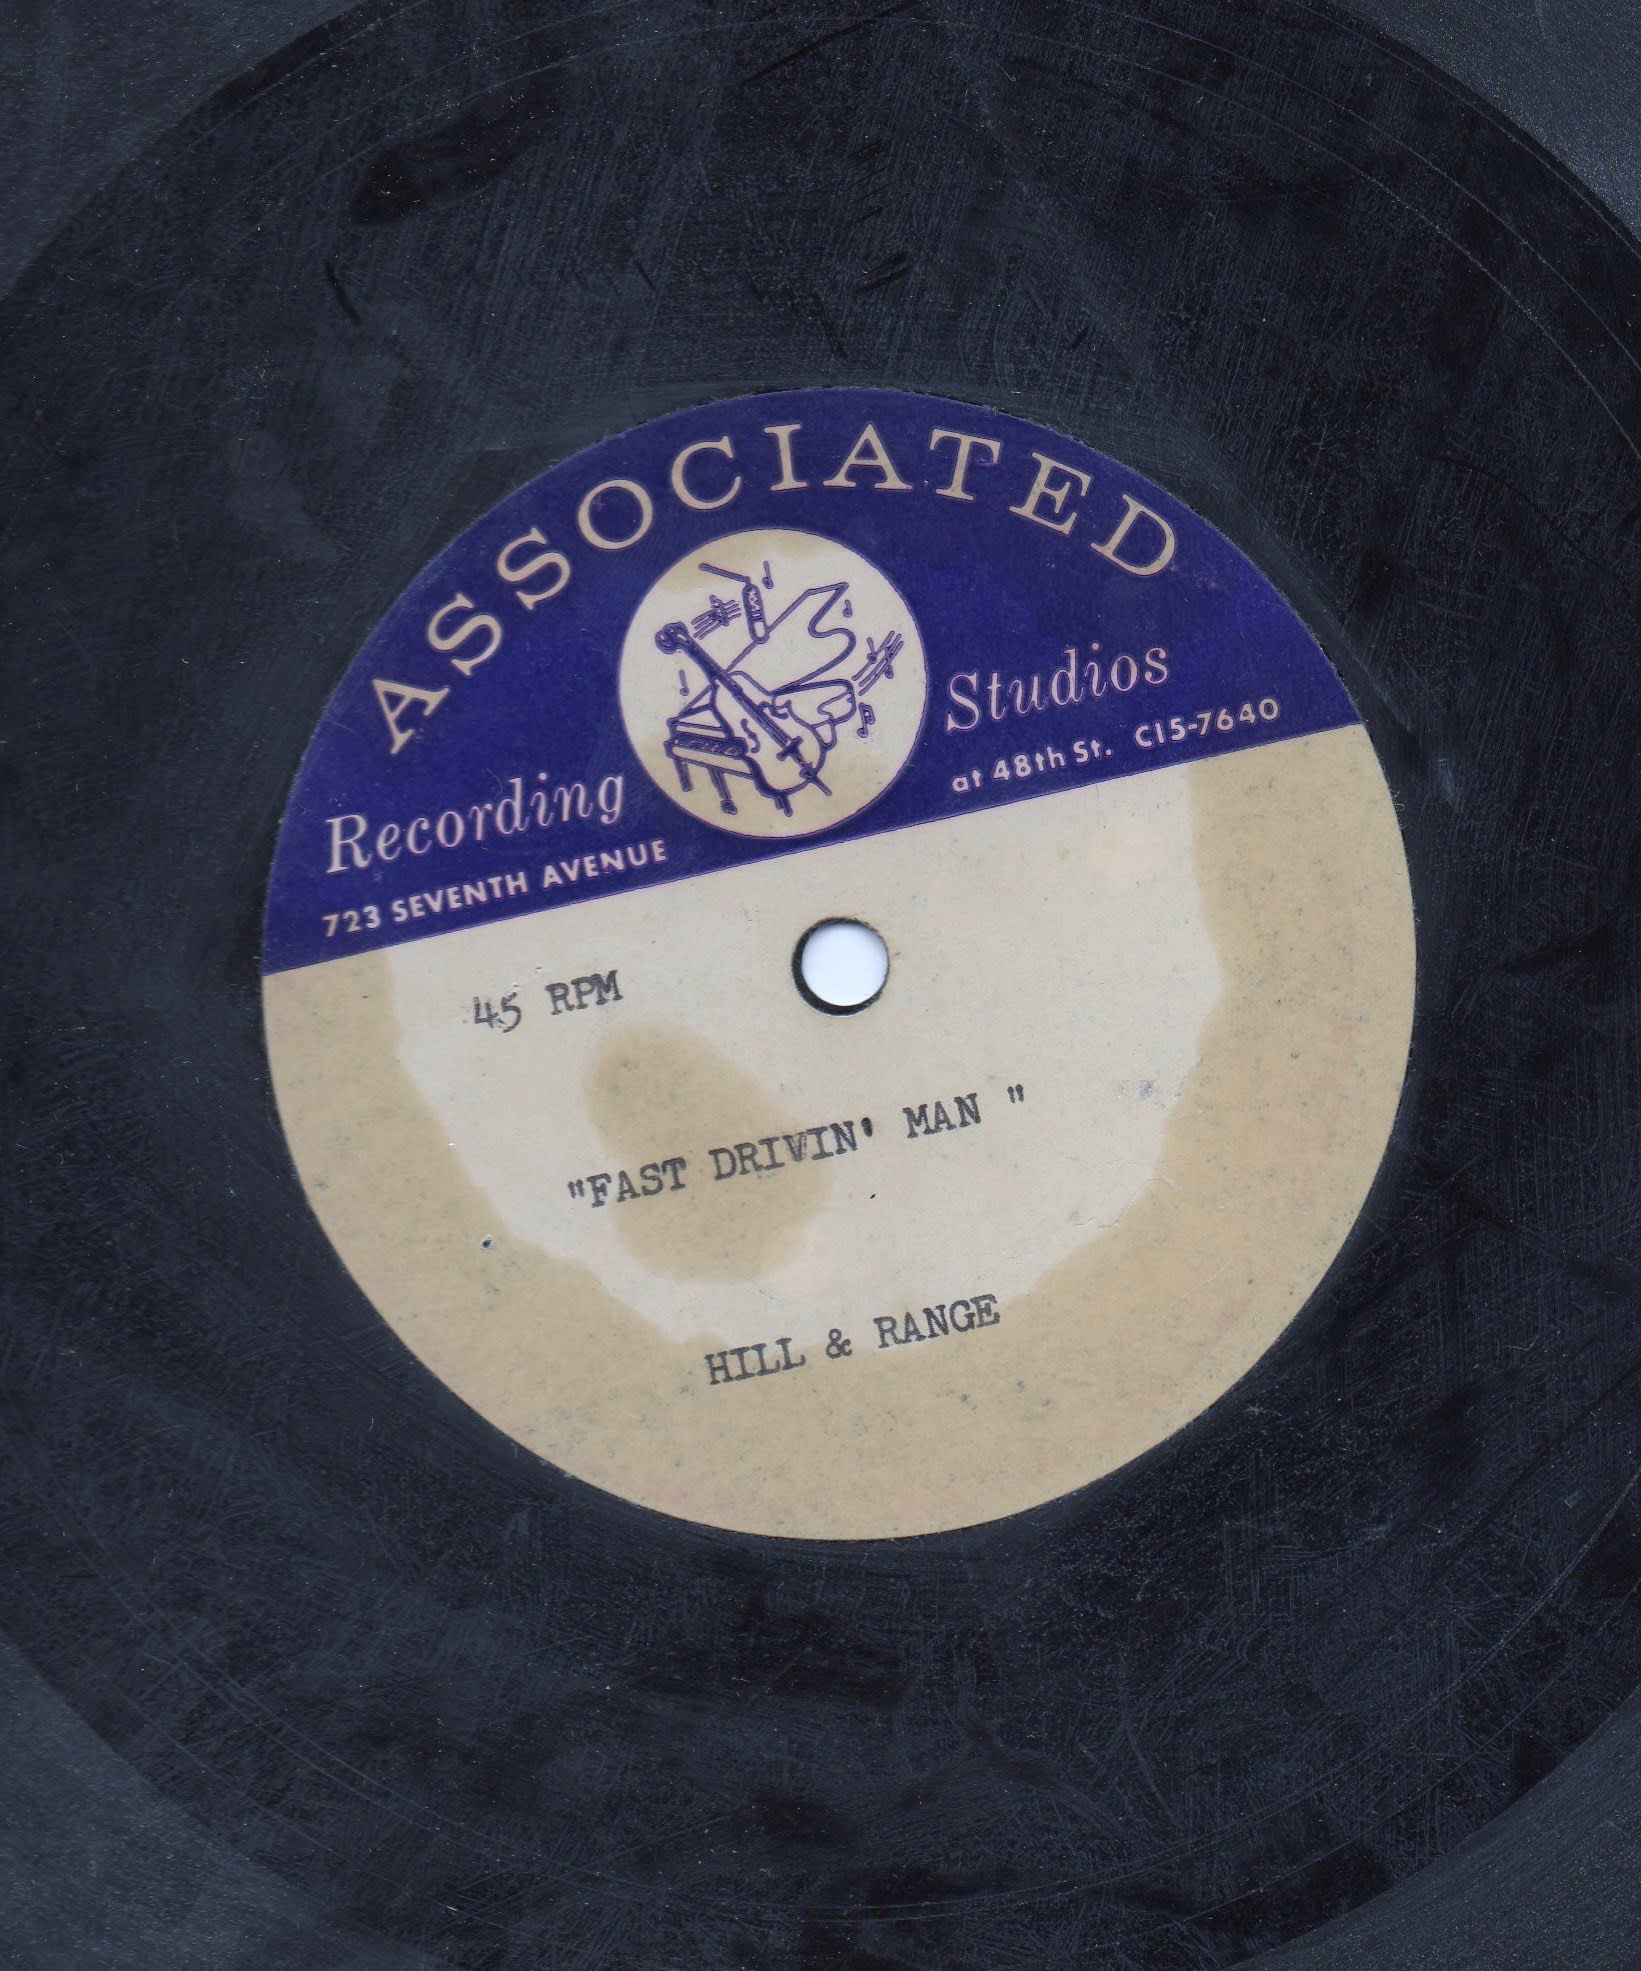 ASSOCIATED
Recording Studios
723 SEVENTH AVENUE at 48th St. CI5-7640
45 RPM
"FAST DRIVIN' MAN "
HILL & RANGE